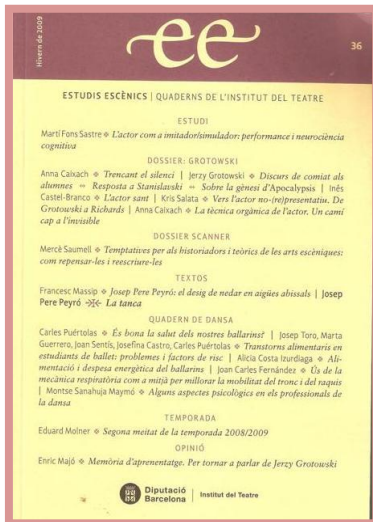 Hivern de 2009
ee
36
ESTUDIS ESCÈNICS | QUADERNS DE L'INSTITUT DEL TEATRE
ESTUDI
Martí Fons Sastre ❖ L'actor com a imitador/simulador: performance i neurociència
cognitiva
DOSSIER: GROTOWSKI
Anna Caixach ❖ Trencant el silenci | Jerzy Grotowski ❖ Discurs de comiat als
alumnes ↔ Resposta a Stanislavski ↔ Sobre la gènesi d'Apocalypsis | Inés
Castel-Branco ❖ L'actor sant | Kris Salata ❖ Vers l'actor no-(re)presentatiu. De
Grotowski a Richards | Anna Caixach ❖ La tècnica orgànica de l'actor. Un camí
cap a l'invisible
DOSSIER SCANNER
Mercè Saumell ❖ Temptatives per als historiadors i teòrics de les arts escèniques:
com repensar-les i reescriure-les
TEXTOS
Francesc Massip ❖ Josep Pere Peyró: el desig de nedar en aigües abissals | Josep
Pere Peyró La tanca
QUADERN DE DANSA
Carles Puértolas ❖ És bona la salut dels nostres ballarins? | Josep Toro, Marta
Guerrero, Joan Sentís, Josefina Castro, Carles Puértolas ❖ Transtorns alimentaris en
estudiants de ballet: problemes i factors de risc | Alicia Costa Izurdiaga ❖ Ali-
mentació i despesa energètica del ballarins | Joan Carles Fernández ❖ Ús de la
mecànica respiratòria com a mitjà per millorar la mobilitat del tronc i del raquis
| Montse Sanahuja Maymó ❖ Alguns aspectes psicològics en els professionals de
la dansa
TEMPORADA
Eduard Molner ❖ Segona meitat de la temporada 2008/2009
OPINIÓ
Enric Majó ❖ Memòria d'aprenentatge. Per tornar a parlar de Jerzy Grotowski
Diputació
Barcelona | Institut del Teatre